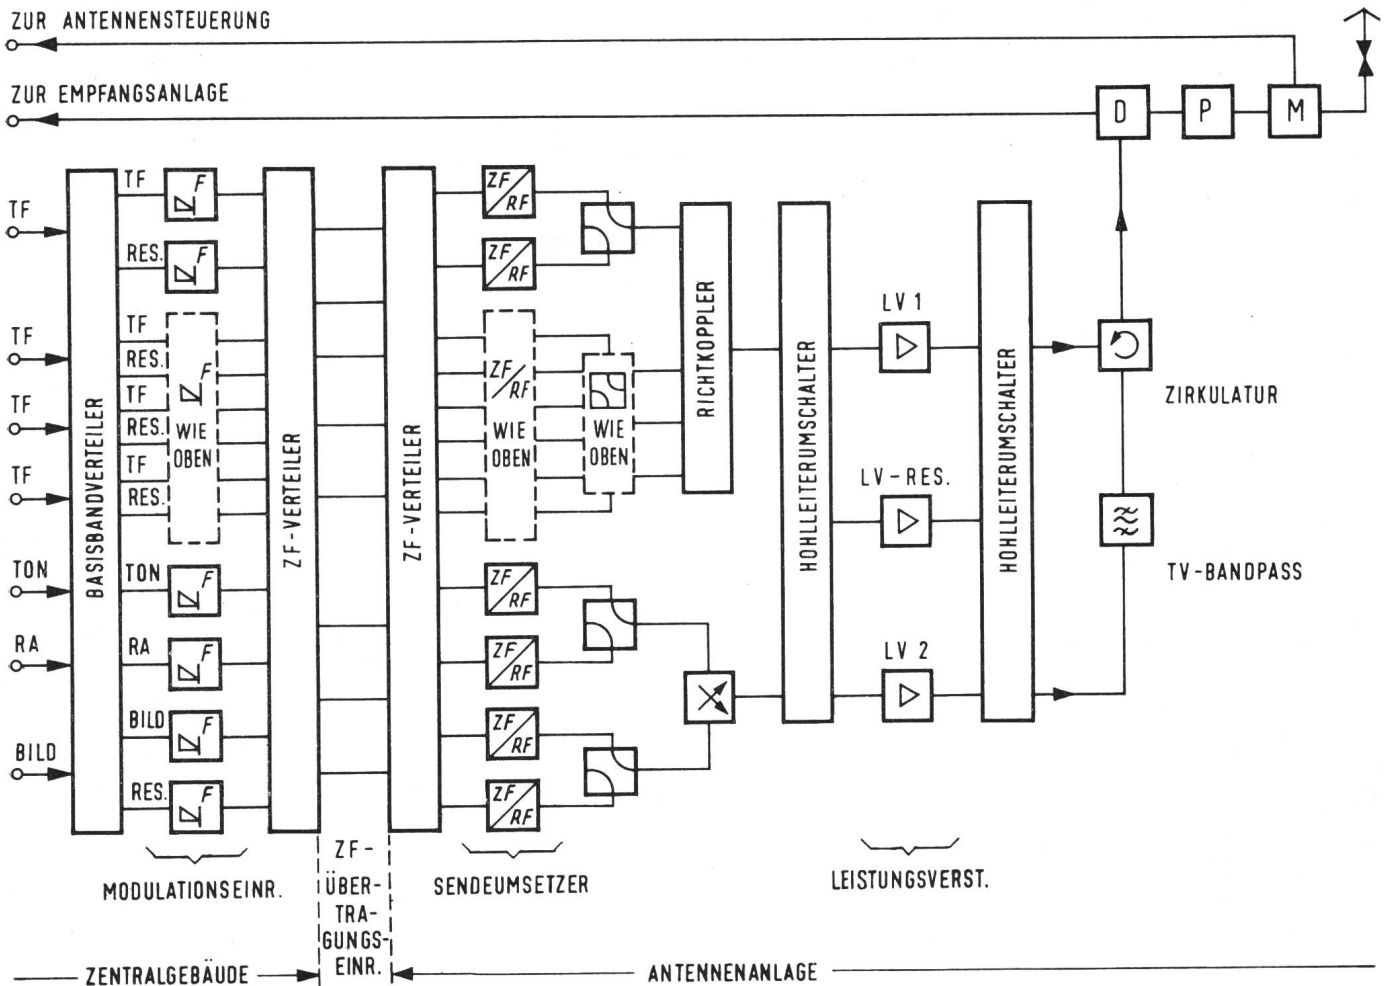 ZUR ANTENNENSTEUERUNG
ZUR EMPFANGSANLAGE
D
P
M
TF
TF
TF
TF
TON
RA
BILD
BASISBANDVERTEILER
TF
RES.
TF
RES.
TF
RES.
TF
RES.
TON
RA
BILD
RES.
F
F
F
WIE
OBEN
F
F
F
F
ZF-VERTEILER
ZF-VERTEILER
ZF/RF
ZF/RF
ZF/RF
WIE
OBEN
ZF/RF
ZF/RF
ZF/RF
ZF/RF
WIE
OBEN
RICHTKOPPLER
HOHLLEITERUMSCHALTER
LV 1
LV-RES.
LV 2
HOHLLEITERUMSCHALTER
ZIRKULATUR
TV-BANDPASS
MODULATIONSEINR.
ZF-
ÜBER-
TRA-
GUNGS-
EINR.
SENDEUMSETZER
LEISTUNGSVERST.
ZENTRALGEBÄUDE
ANTENNENANLAGE